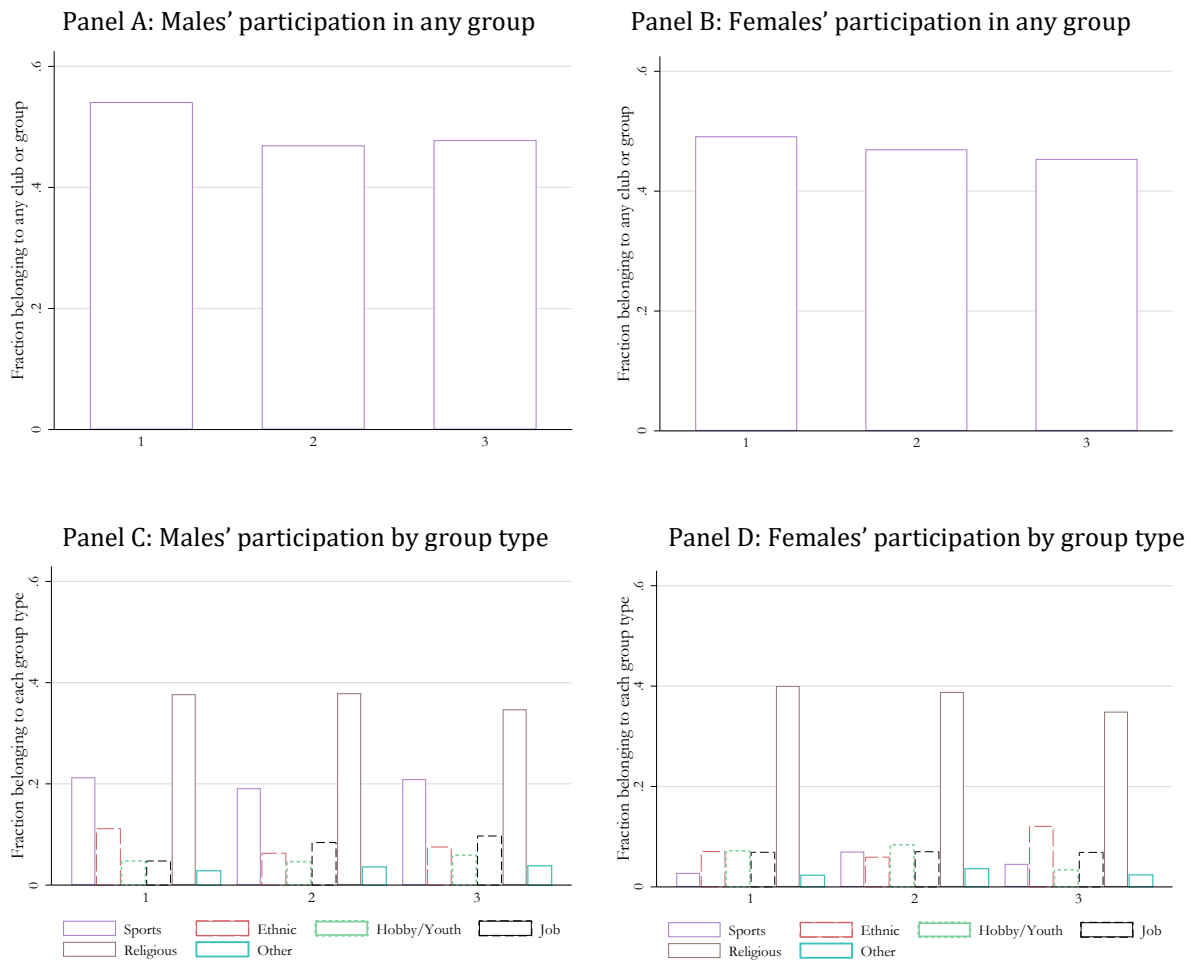 Panel A: Males’ participation in any group
Fraction belonging to any club or group
.6
.4
.2
0
1 2 3
Panel B: Females’ participation in any group
Fraction belonging to any club or group
.6
.4
.2
0
1 2 3
Panel C: Males’ participation by group type
Fraction belonging to each group type
.6
.4
.2
0
1 2 3
Sports Ethnic Hobby/Youth Job
Religious Other
Panel D: Females’ participation by group type
Fraction belonging to each group type
.6
.4
.2
0
1 2 3
Sports Ethnic Hobby/Youth Job
Religious Other